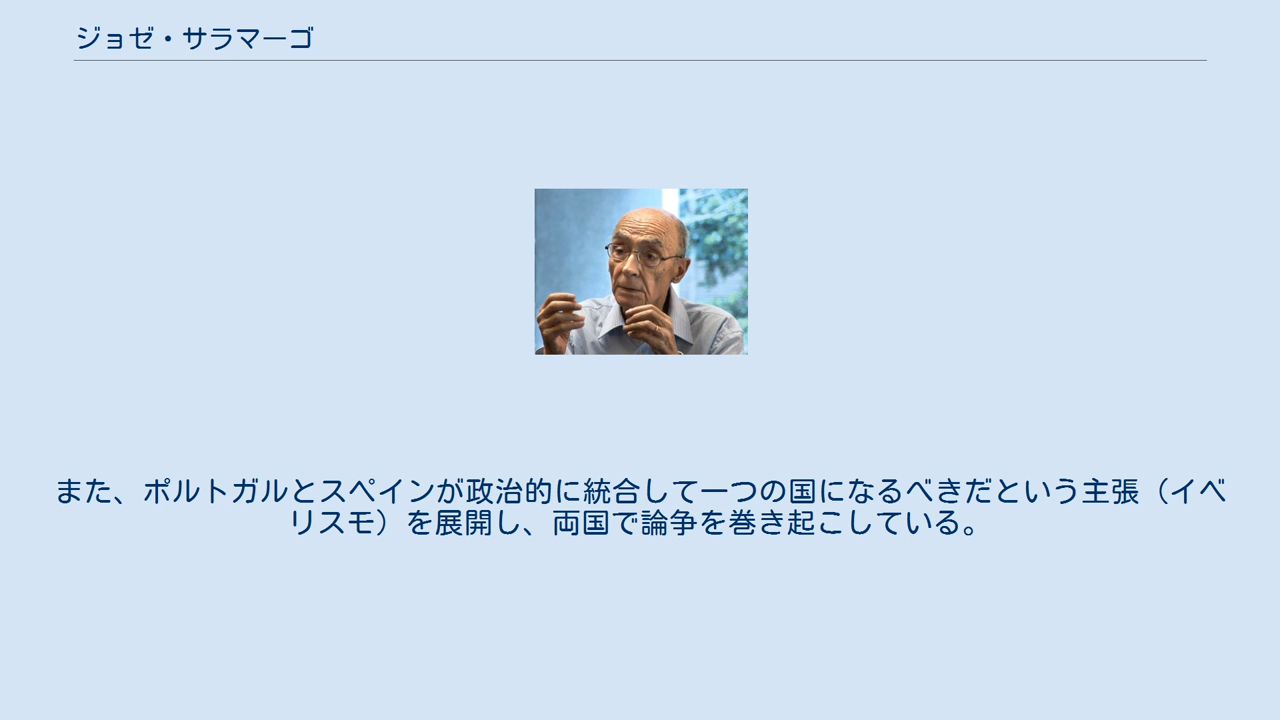 ジョゼ・サラマーゴ
また、ポルトガルとスペインが政治的に統合して一つの国になるべきだという主張（イベ
リスモ）を展開し、両国で論争を巻き起こしている。